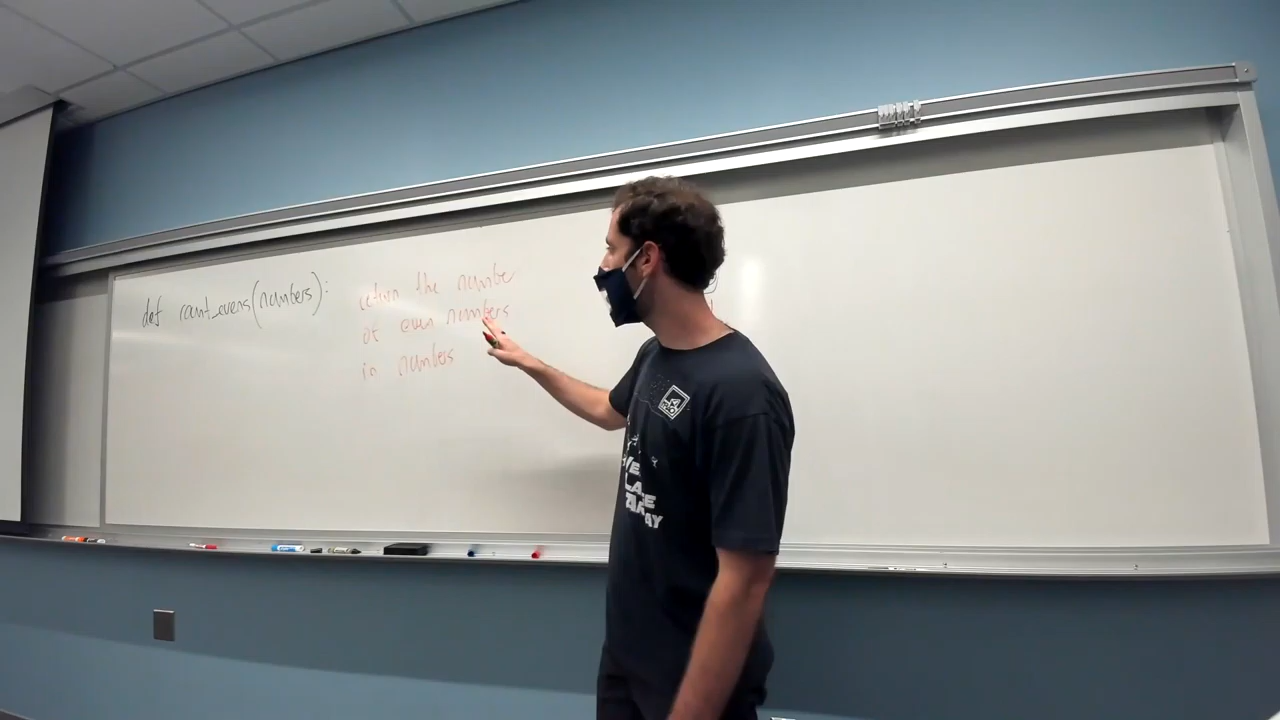 def count_evens(numbers):
return the number
of even numbers
in numbers